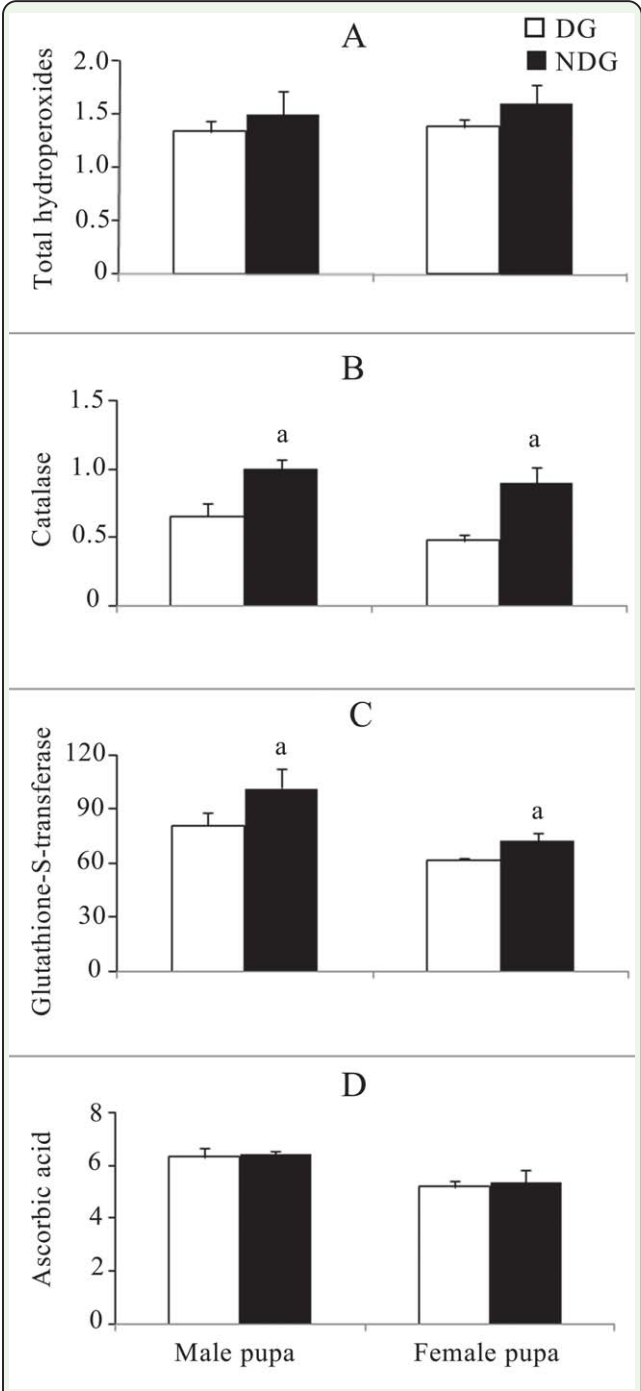 A
DG
NDG
Total hydroperoxides
2.0
1.5
1.0
0.5
0
B
Catalase
1.5
1.0
0.5
0
a
a
C
Glutathione-S-transferase
120
90
60
30
0
a
a
D
Ascorbic acid
8
6
4
2
0
Male pupa
Female pupa